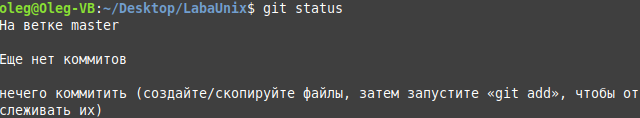 oleg@Oleg-VB:~/Desktop/LabaUnix$ git status
На ветке master
Еще нет коммитов
нечего коммитить (создайте/скопируйте файлы, затем запустите «git add», чтобы от
слеживать их)